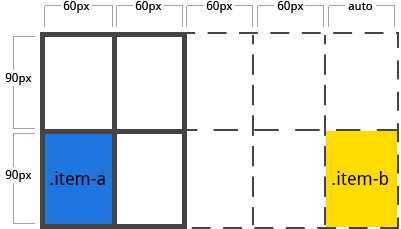 60px 60px 60px 60px auto
90px
90px
.item-a .item-b